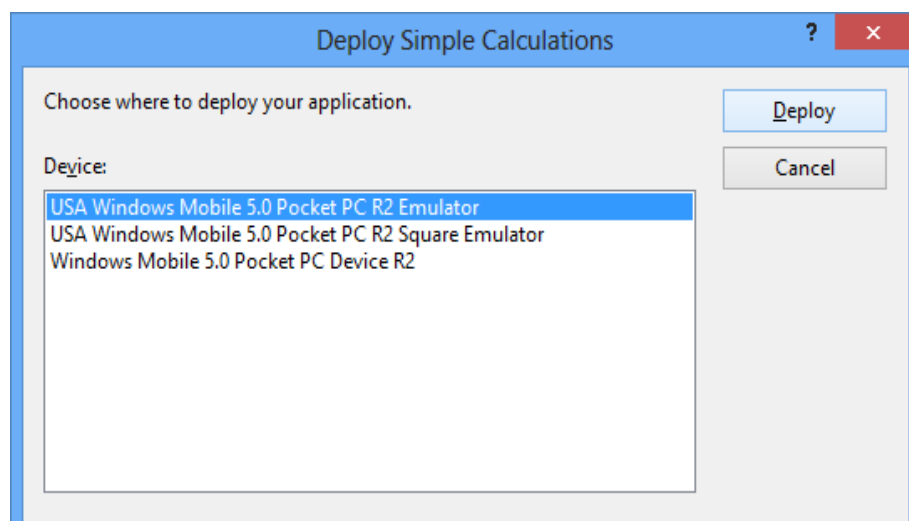 Deploy Simple Calculations
?
×
Choose where to deploy your application.
Deploy
Device:
Cancel
USA Windows Mobile 5.0 Pocket PC R2 Emulator
USA Windows Mobile 5.0 Pocket PC R2 Square Emulator
Windows Mobile 5.0 Pocket PC Device R2